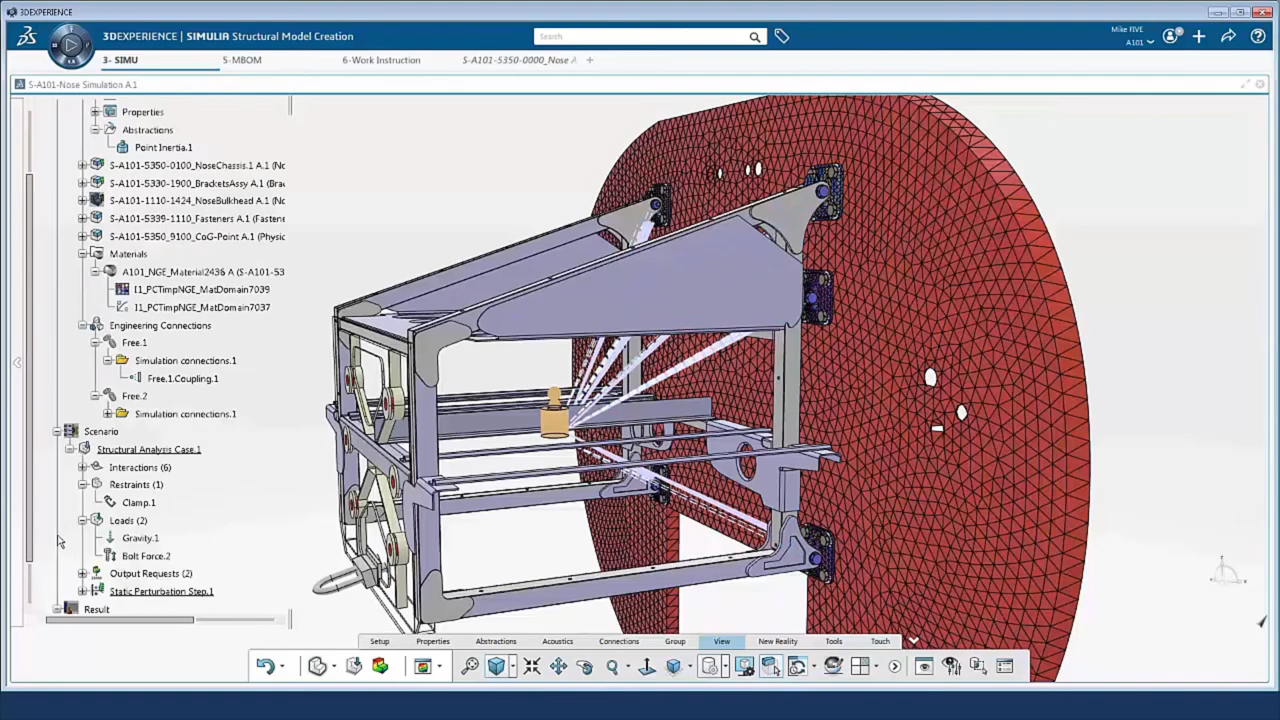 3DEXPERIENCE
3DEXPERIENCE | SIMULIA Structural Model Creation
Search
Mike FIVE
A101
3- SIMU
5-MBOM
6-Work Instruction
S-A101-5350-0000_Nose A
S-A101-Nose Simulation A.1
Properties
Abstractions
Point Inertia.1
S-A101-5350-0100_NoseChassis.1 A.1 (Nc
S-A101-5330-1900_BracketsAssy A.1 (Brac
S-A101-1110-1424_NoseBulkhead A.1 (Nc
S-A101-5339-1110_Fasteners A.1 (Fastene
S-A101-5350_9100_CoG-Point A.1 (Physic
Materials
A101_NGE_Material2436 A (S-A101-53
I1_PCTimpNGE_MatDomain7039
I1_PCTimpNGE_MatDomain7037
Engineering Connections
Free.1
Simulation connections.1
Free.1.Coupling.1
Free.2
Simulation connections.1
Scenario
Structural Analysis Case.1
Interactions (6)
Restraints (1)
Clamp.1
Loads (2)
Gravity.1
Bolt Force.2
Output Requests (2)
Static Perturbation Step.1
Result
Setup Properties Abstractions Acoustics Connections Group View New Reality Tools Touch